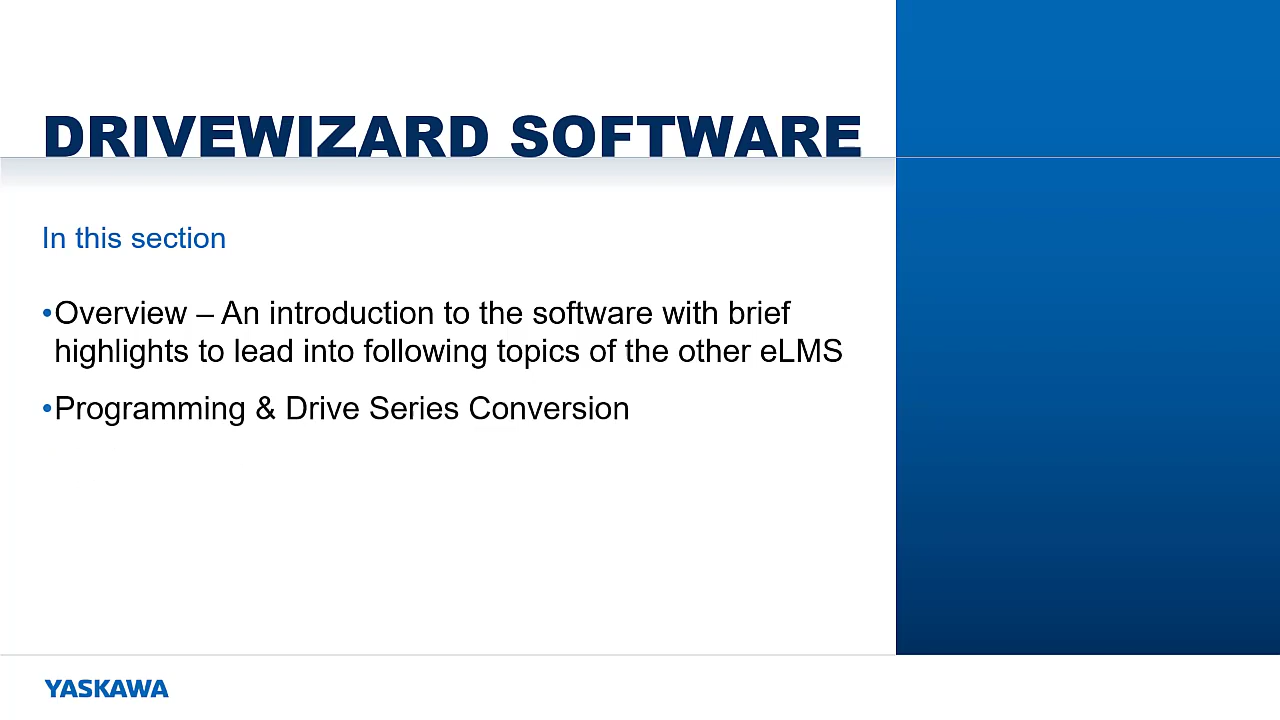 DRIVEWIZARD SOFTWARE
In this section
•Overview – An introduction to the software with brief
highlights to lead into following topics of the other eLMS
•Programming & Drive Series Conversion
YASKAWA